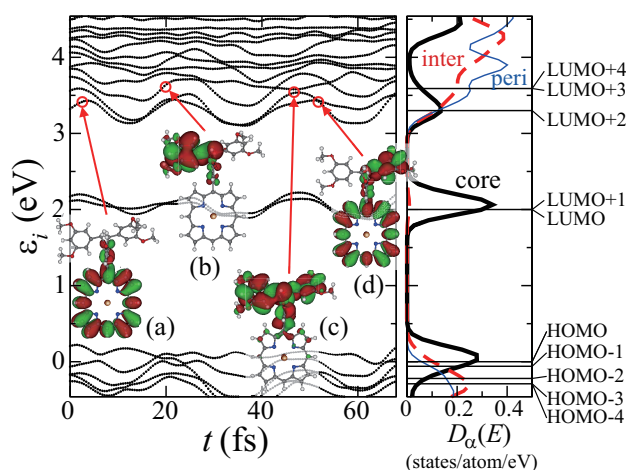 4
3
2
1
0
ε_i (eV)
(a)
(b)
(c)
(d)
0 20 40 60
t (fs)
inter
peri
core
LUMO+4
LUMO+3
LUMO+2
LUMO+1
LUMO
HOMO
HOMO-1
HOMO-2
HOMO-3
HOMO-4
0 0.2 0.4
D_α(E)
(states/atom/eV)